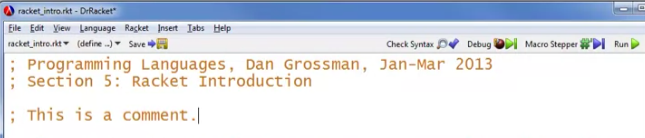 racket_intro.rkt - DrRacket*
File Edit View Language Racket Insert Tabs Help
racket_intro.rkt▼ (define ...)▼ Save Check Syntax Debug Macro Stepper Run
; Programming Languages, Dan Grossman, Jan-Mar 2013
; Section 5: Racket Introduction
; This is a comment.